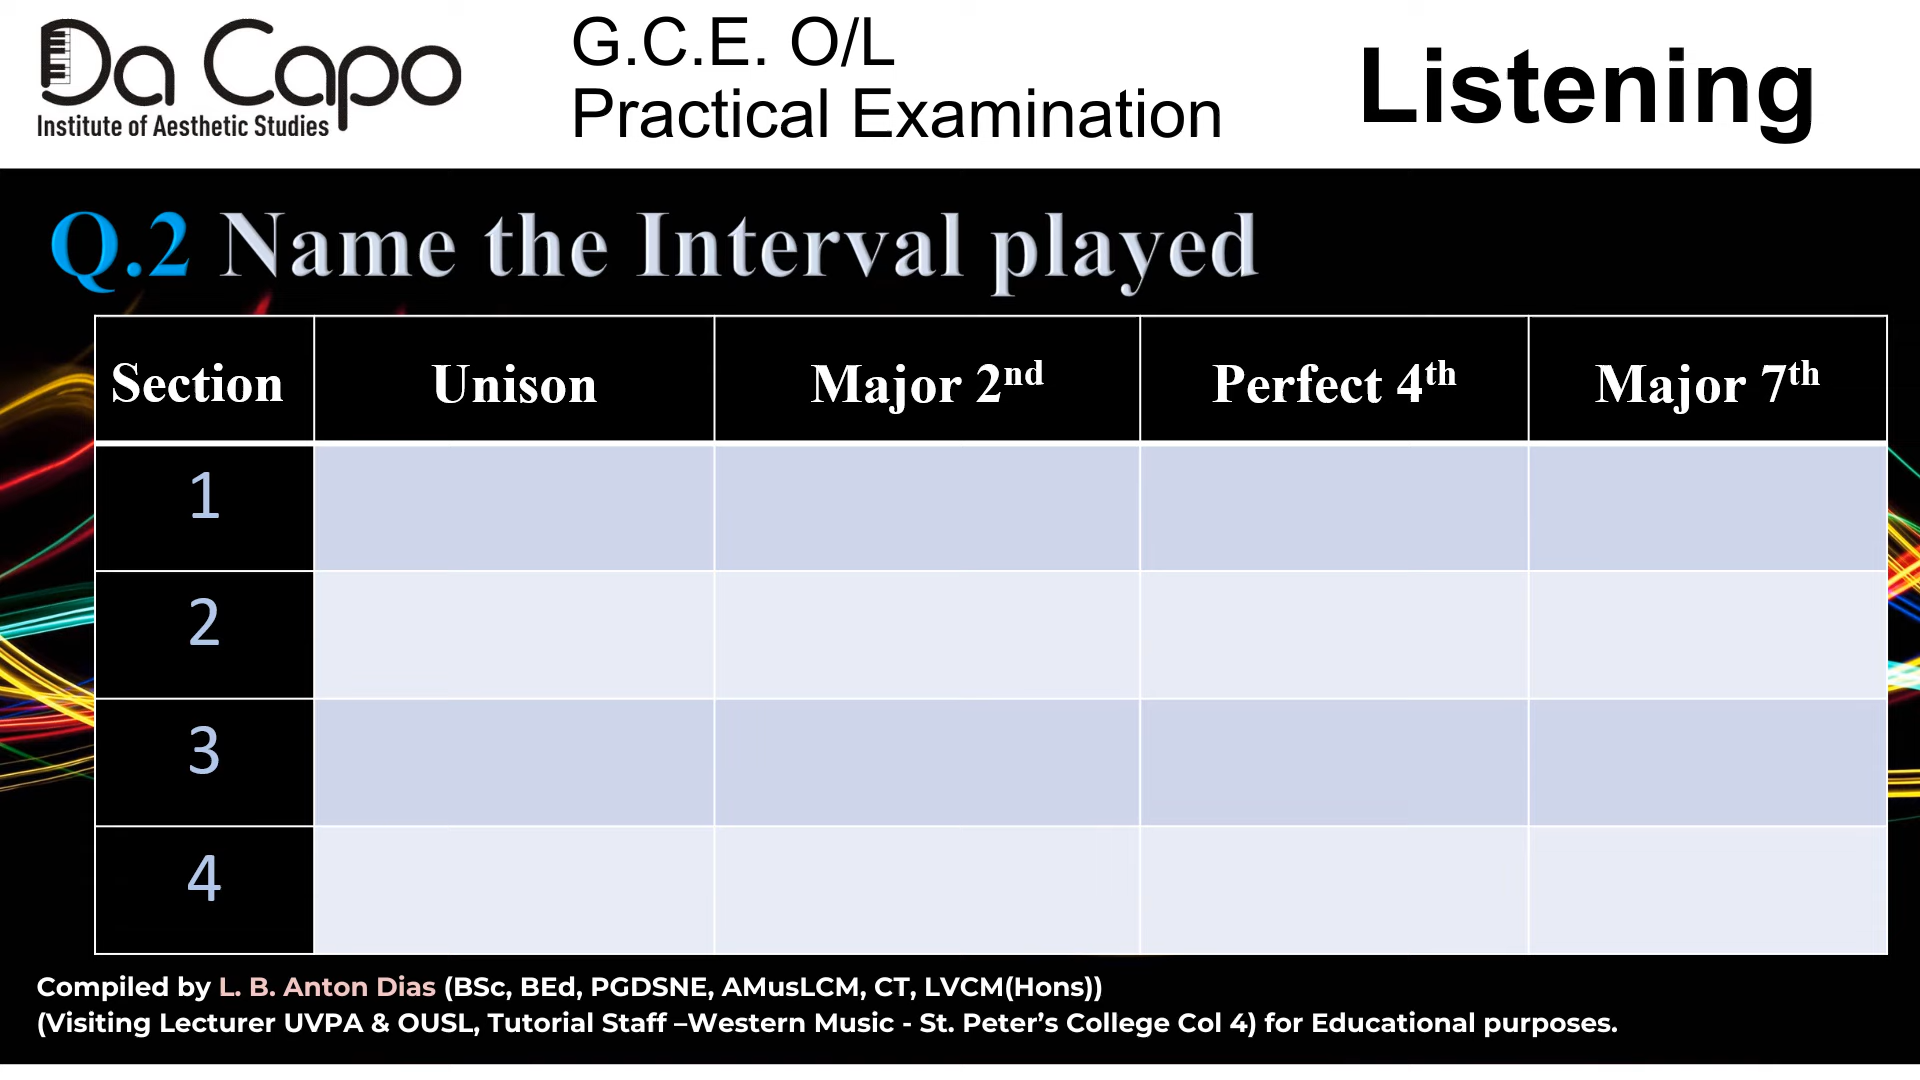 Da Capo
Institute of Aesthetic Studies
G.C.E. O/L
Practical Examination
Listening
Q.2 Name the Interval played
Section Unison Major 2nd Perfect 4th Major 7th
1
2
3
4
Compiled by L. B. Anton Dias (BSc, BEd, PGDSNE, AMusLCM, CT, LVCM(Hons))
(Visiting Lecturer UVPA & OUSL, Tutorial Staff –Western Music - St. Peter’s College Col 4) for Educational purposes.